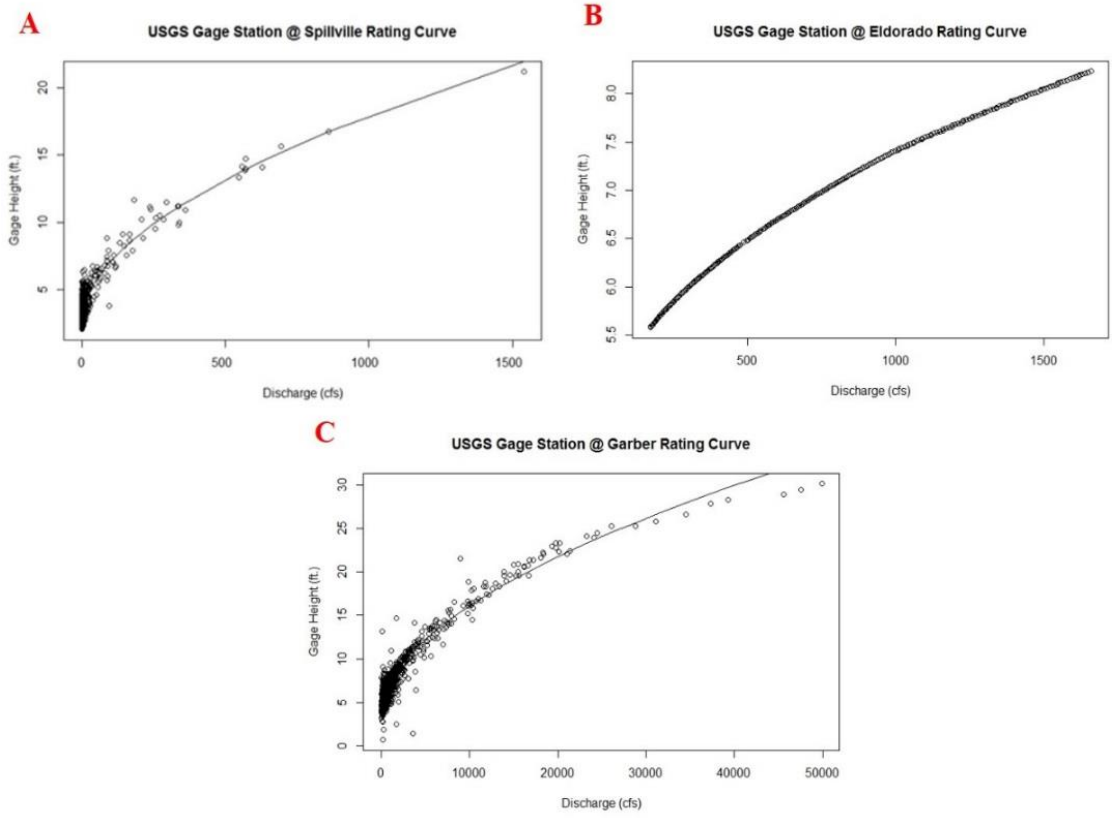 A
USGS Gage Station @ Spillville Rating Curve
Gage Height (ft.)
20
15
10
5
0 500 1000 1500
Discharge (cfs)
B
USGS Gage Station @ Eldorado Rating Curve
Gage Height (ft.)
8.0
7.5
7.0
6.5
6.0
5.5
500 1000 1500
Discharge (cfs)
C
USGS Gage Station @ Garber Rating Curve
Gage Height (ft.)
30
25
20
15
10
5
0
0 10000 20000 30000 40000 50000
Discharge (cfs)